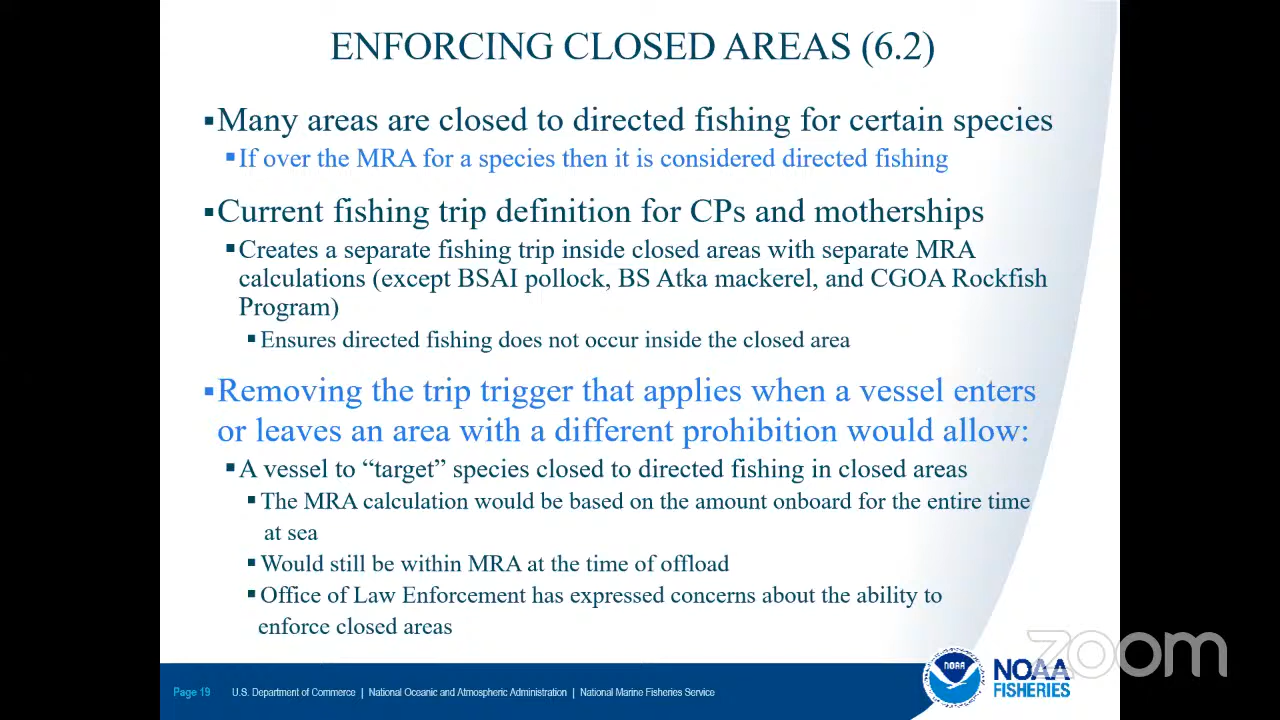 ENFORCING CLOSED AREAS (6.2)
▪Many areas are closed to directed fishing for certain species
▪If over the MRA for a species then it is considered directed fishing
▪Current fishing trip definition for CPs and motherships
▪Creates a separate fishing trip inside closed areas with separate MRA
calculations (except BSAI pollock, BS Atka mackerel, and CGOA Rockfish
Program)
▪Ensures directed fishing does not occur inside the closed area
▪Removing the trip trigger that applies when a vessel enters
or leaves an area with a different prohibition would allow:
▪A vessel to “target” species closed to directed fishing in closed areas
▪The MRA calculation would be based on the amount onboard for the entire time
at sea
▪Would still be within MRA at the time of offload
▪Office of Law Enforcement has expressed concerns about the ability to
enforce closed areas
zoom
NOAA
NOAA
FISHERIES
Page 19 U.S. Department of Commerce | National Oceanic and Atmospheric Administration | National Marine Fisheries Service